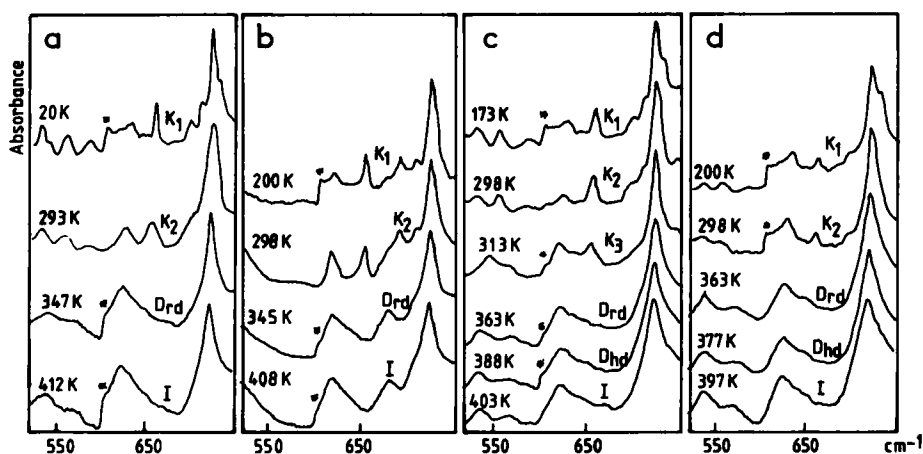 Absorbance
a
20K
*
K1
293K
K2
347K
*
Drd
412K
*
I
550
650
b
200K
*
K1
298K
K2
345K
*
Drd
408K
*
I
550
650
c
173K
*
K1
298K
K2
313K
*
K3
363K
*
Drd
388K
*
Dhd
403K
I
550
650
d
200K
*
K1
298K
*
K2
363K
Drd
377K
Dhd
397K
I
550
650
cm-1